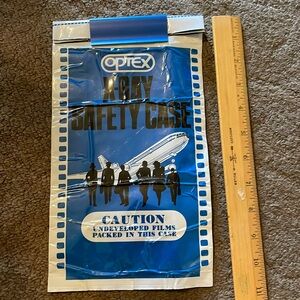 OPTEX
X-RAY
SAFETY CASE
CAUTION
UNDEVELOPED FILMS
PACKED IN THIS CASE